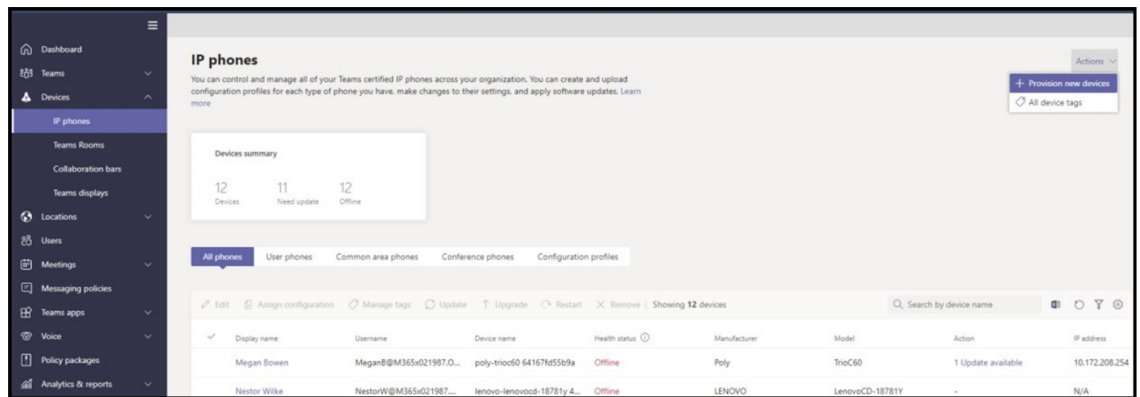 Dashboard
Teams
Devices
IP phones
Teams Rooms
Collaboration bars
Teams displays
Locations
Users
Meetings
Messaging policies
Teams apps
Voice
Policy packages
Analytics & reports
IP phones
You can control and manage all of your Teams certified IP phones across your organization. You can create and upload
configuration profiles for each type of phone you have, make changes to their settings, and apply software updates. Learn
more
Actions
Provision new devices
All device tags
Devices summary
12 11 12
Devices Need update Offline
All phones User phones Common area phones Conference phones Configuration profiles
Edit Assign configuration Manage tags Update Upgrade Restart Remove Showing 12 devices Search by device name
Display name Username Device name Health status Manufacturer Model Action IP address
Megan Bowen MeganB@M365x021987.O... poly-trioc60 64167fd55b9a Offline Poly TrioC60 1 Update available 10.172.208.254
Nestor Wilke NestorW@M365x021987.... lenovo-lenovocd-18781y 4... Offline LENOVO LenovoCD-18781Y - N/A